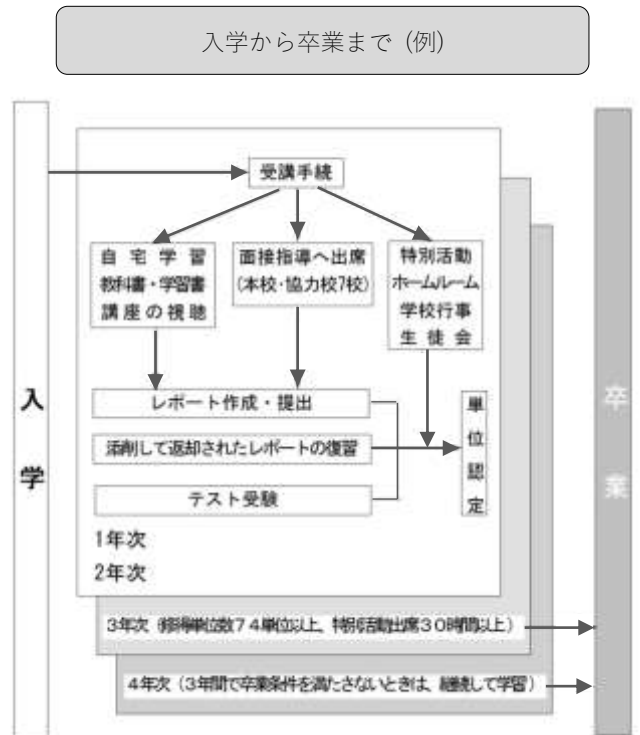 入学から卒業まで (例)
入学
受講手続
自宅学習
教科書・学習書
講座の視聴
面接指導へ出席
(本校・協力校7校)
特別活動
ホームルーム
学校行事
生徒会
レポート作成・提出
添削して返却されたレポートの復習
テスト受験
単位認定
1年次
2年次
3年次 (修得単位数74単位以上、特別活動出席30時間以上)
4年次 (3年間で卒業条件を満たさないときは、継続して学習)
卒業